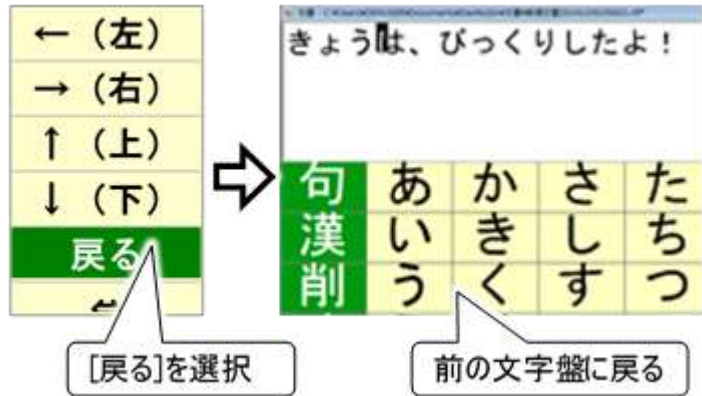 ← (左)
→ (右)
↑ (上)
↓ (下)
戻る
[戻る]を選択
きょうは、びっくりしたよ!
句 あ か さ た
漢 い き し ち
削 う く す つ
前の文字盤に戻る